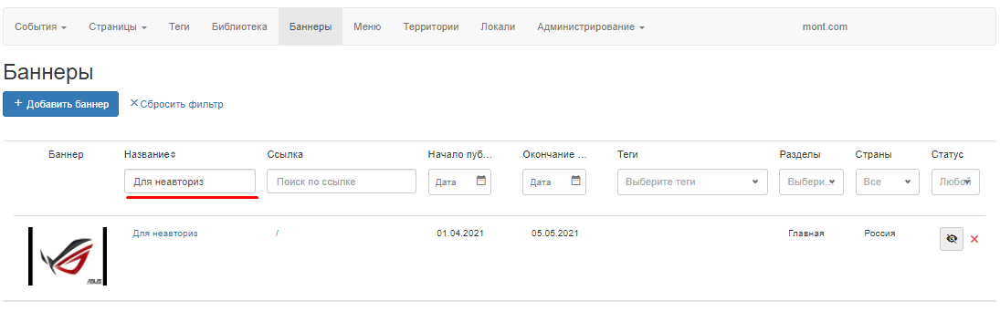 События Страницы Теги Библиотека Баннеры Меню Территории Локали Администрирование mont.com
Баннеры
+ Добавить баннер ×Сбросить фильтр
Баннер Название Ссылка Начало пуб... Окончание ... Теги Разделы Страны Статус
Для неавториз Поиск по ссылке Дата Дата Выберите теги Выбери... Все Любой
Для неавториз / 01.04.2021 05.05.2021 Главная Россия
ASUS